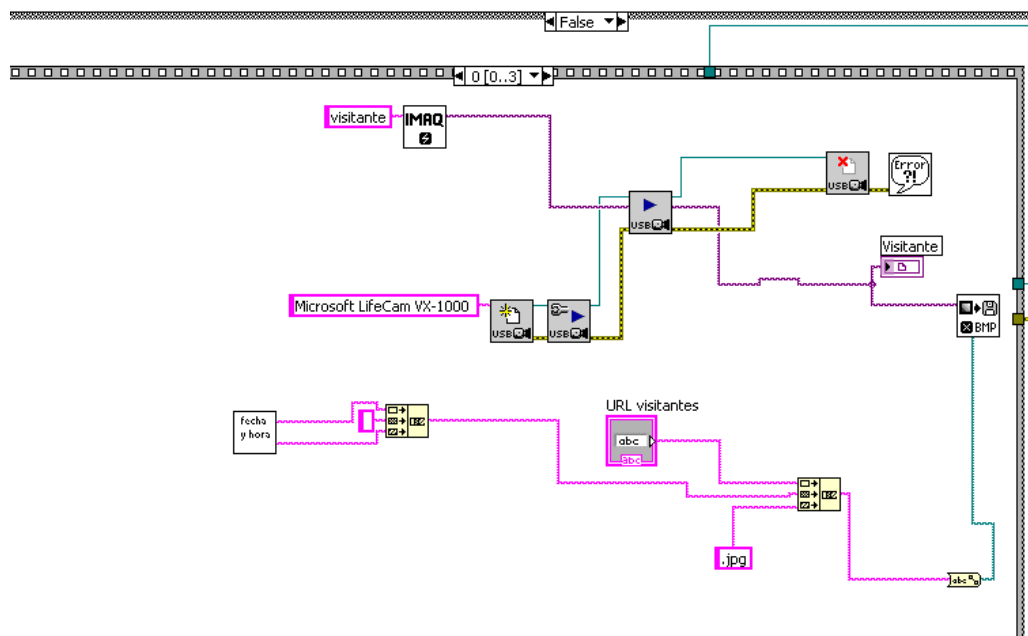 False
0 [0..3]
visitante
IMAQ
USB
Error
?!
USB
Visitante
Microsoft LifeCam VX-1000
USB
USB
BMP
fecha
y hora
URL visitantes
abc
abc
.jpg
abc